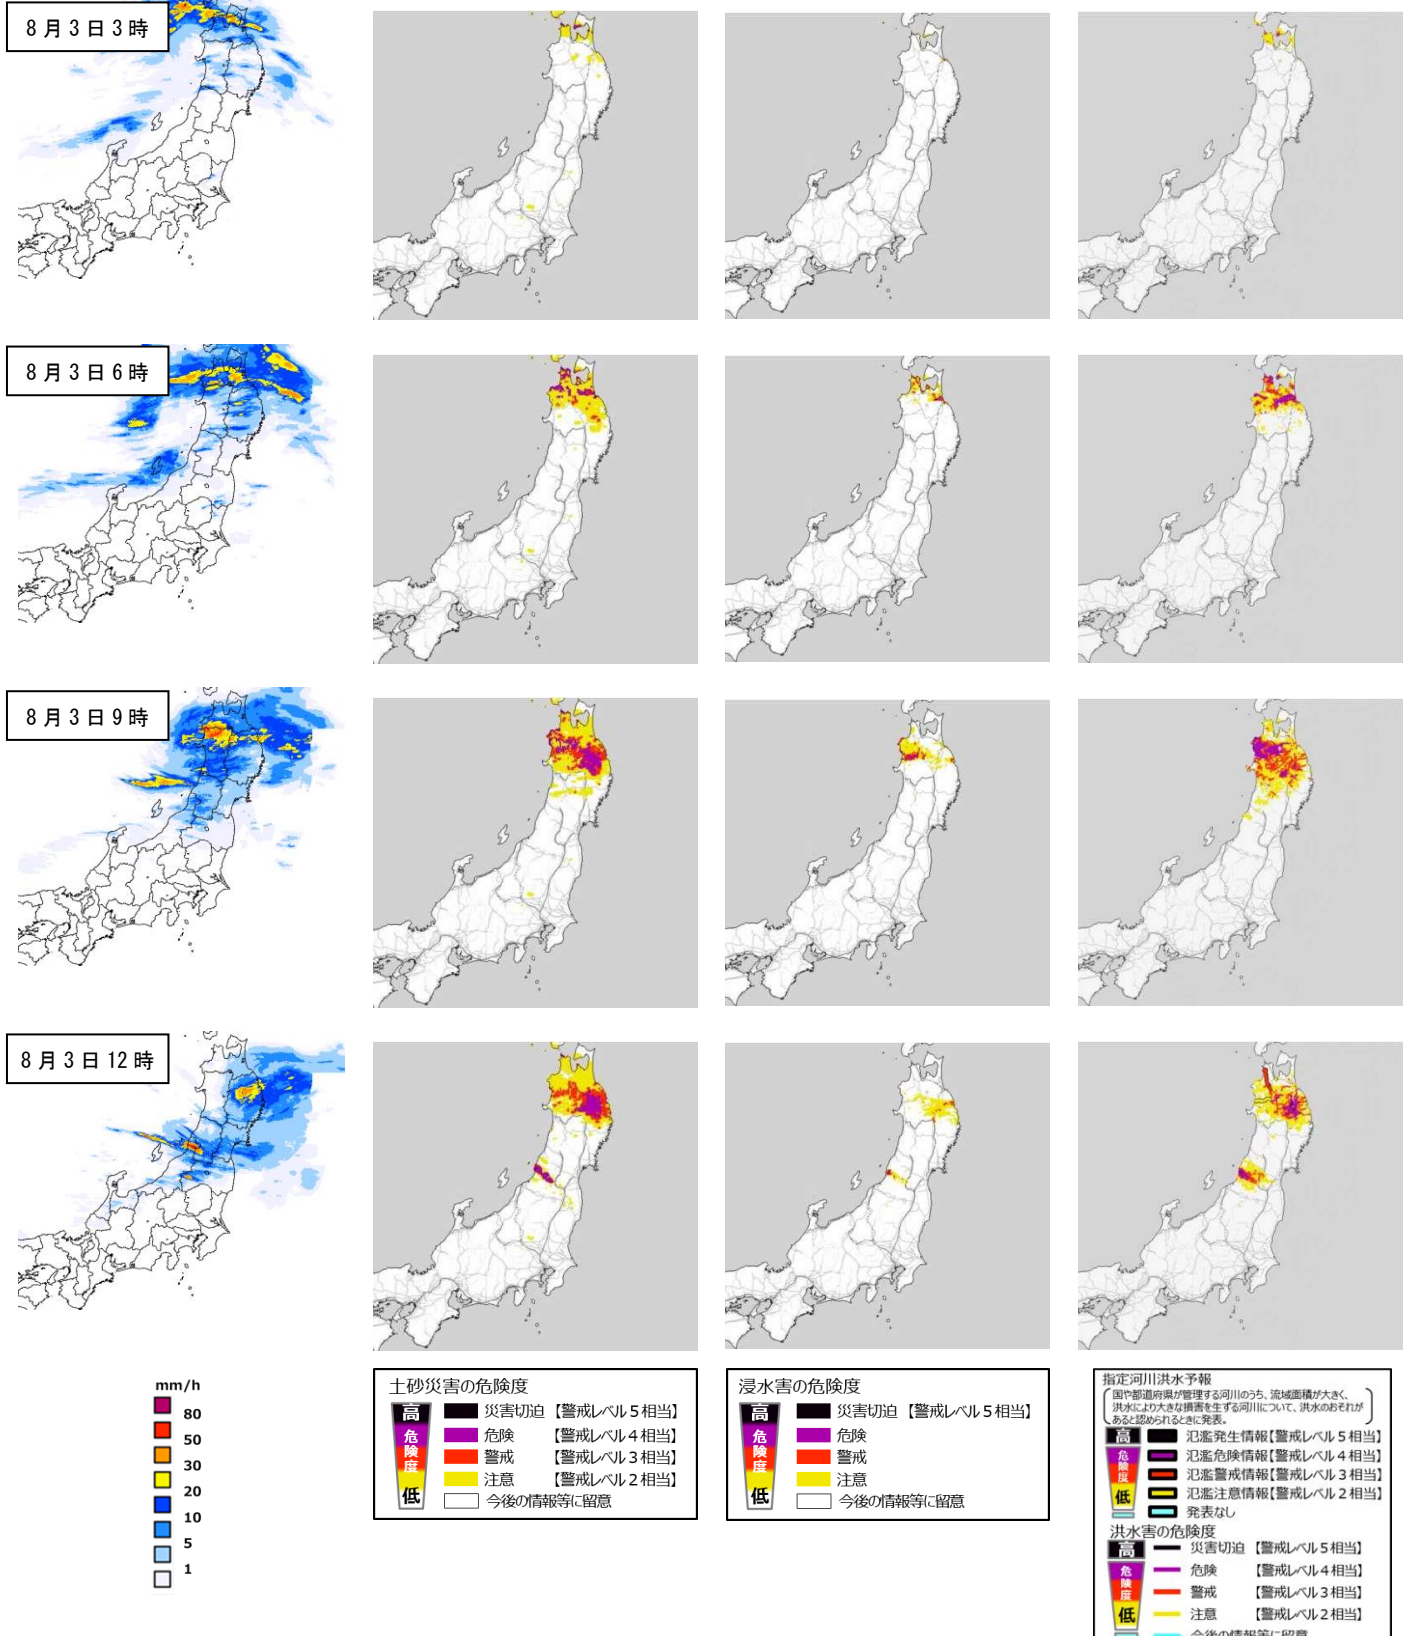 8月3日3時
8月3日6時
8月3日9時
8月3日12時
mm/h
80
50
30
20
10
5
1
土砂災害の危険度
高
危険度
低
災害切迫【警戒レベル5相当】
危険【警戒レベル4相当】
警戒【警戒レベル3相当】
注意【警戒レベル2相当】
今後の情報等に留意
浸水害の危険度
高
危険度
低
災害切迫【警戒レベル5相当】
危険
警戒
注意
今後の情報等に留意
指定河川洪水予報
国や都道府県が管理する河川のうち、流域面積が大きく、
洪水により大きな損害を生ずる河川について、洪水のおそれが
あると認められるときに発表。
高
危険度
低
氾濫発生情報【警戒レベル5相当】
氾濫危険情報【警戒レベル4相当】
氾濫警戒情報【警戒レベル3相当】
氾濫注意情報【警戒レベル2相当】
発表なし
洪水害の危険度
高
危険度
低
災害切迫【警戒レベル5相当】
危険【警戒レベル4相当】
警戒【警戒レベル3相当】
注意【警戒レベル2相当】
今後の情報等に留意